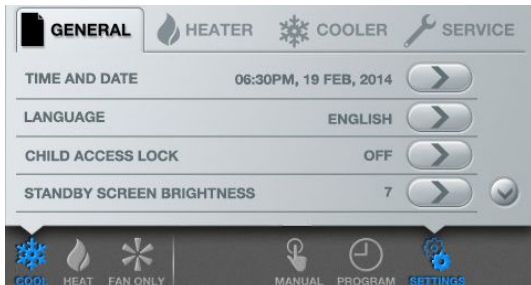 GENERAL HEATER COOLER SERVICE
TIME AND DATE 06:30PM, 19 FEB, 2014
LANGUAGE ENGLISH
CHILD ACCESS LOCK OFF
STANDBY SCREEN BRIGHTNESS 7
COOL HEAT FAN ONLY MANUAL PROGRAM SETTINGS